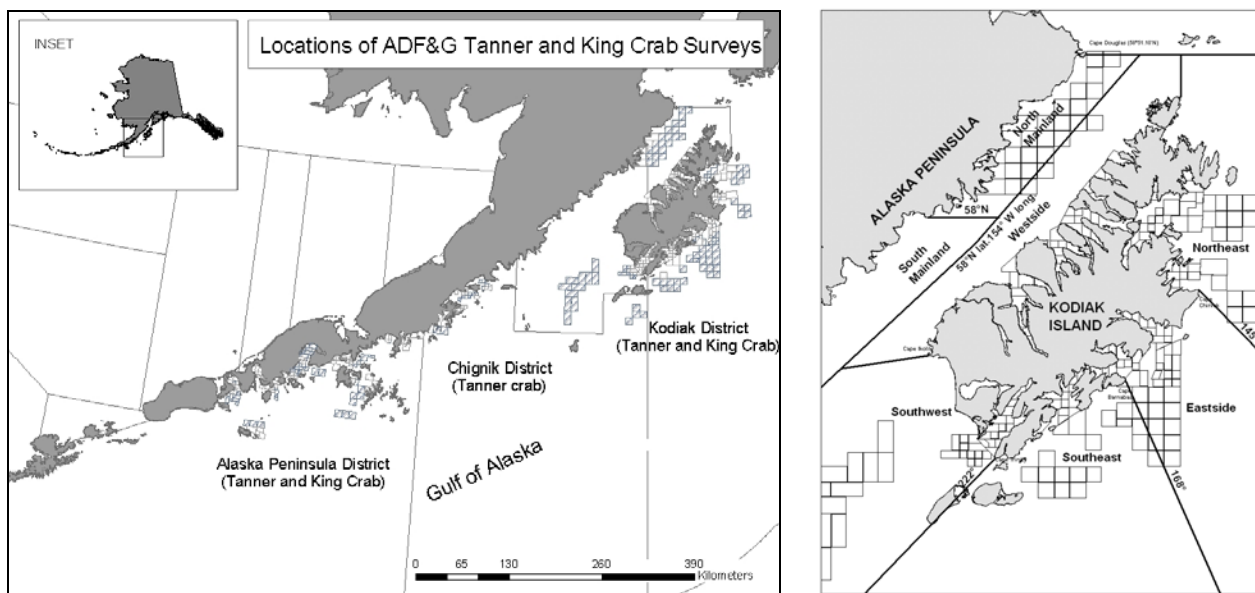 INSET
Locations of ADF&G Tanner and King Crab Surveys
Kodiak District
(Tanner and King Crab)
Chignik District
(Tanner crab)
Alaska Peninsula District
(Tanner and King Crab)
Gulf of Alaska
0 65 130 260 390
Kilometers
North
Mainland
ALASKA PENINSULA
58°N
58°N lat.154° W long.
Westside
South
Mainland
Northeast
KODIAK
ISLAND
Southwest
Eastside
Southeast
222°
168°